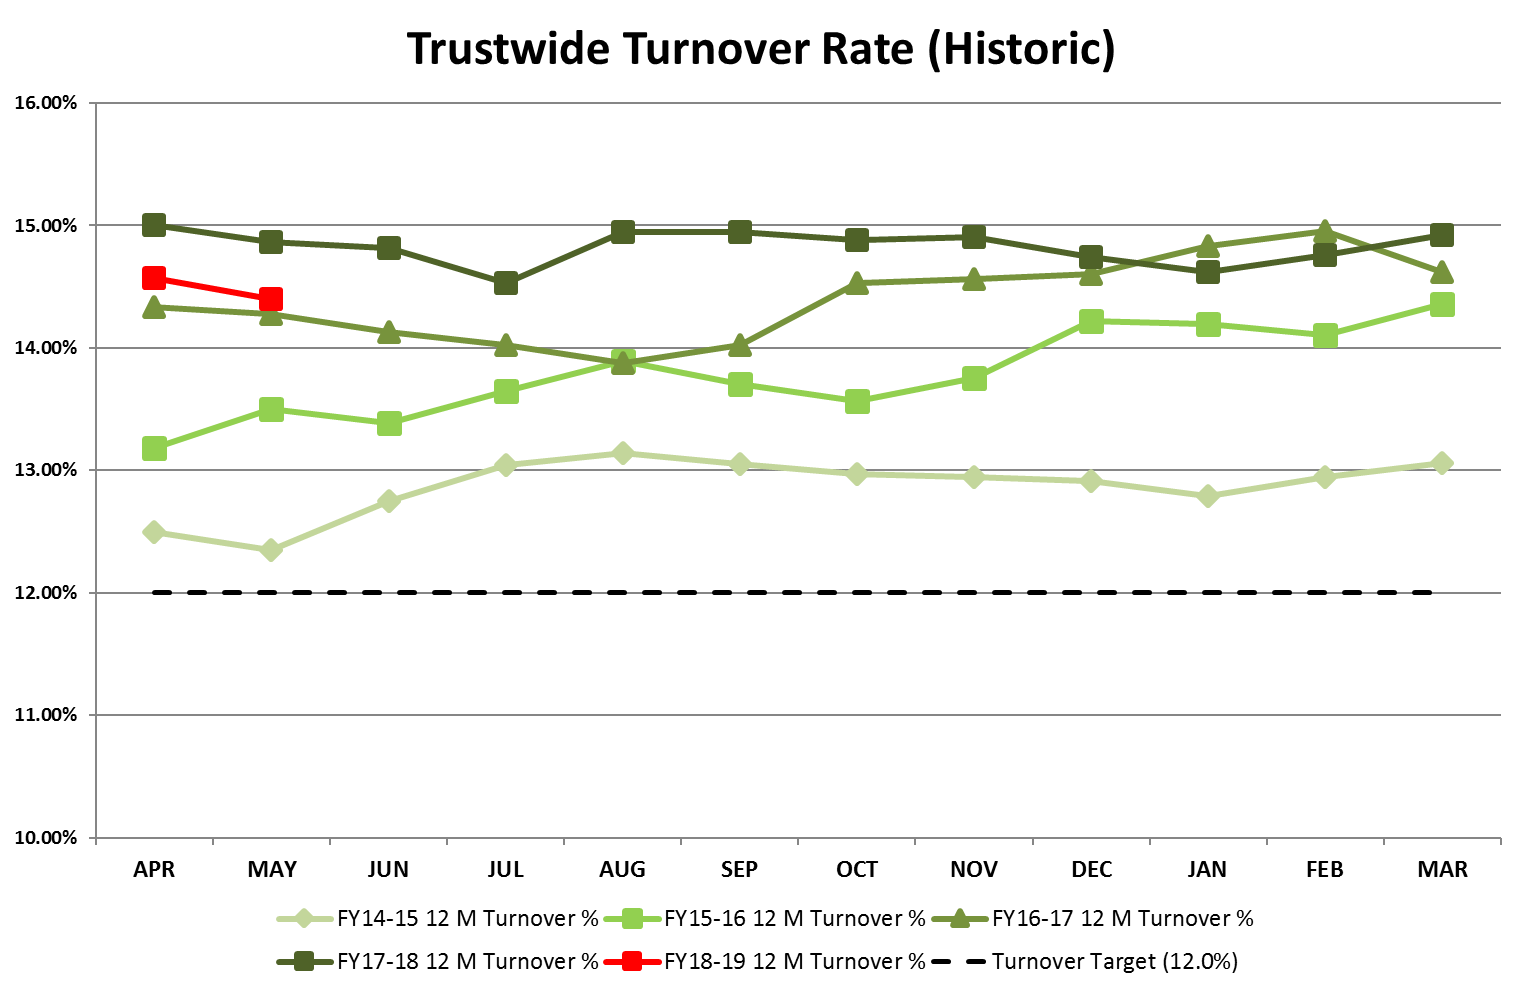 Trustwide Turnover Rate (Historic)
16.00%
15.00%
14.00%
13.00%
12.00%
11.00%
10.00%
APR MAY JUN JUL AUG SEP OCT NOV DEC JAN FEB MAR
FY14-15 12 M Turnover % FY15-16 12 M Turnover % FY16-17 12 M Turnover %
FY17-18 12 M Turnover % FY18-19 12 M Turnover % Turnover Target (12.0%)